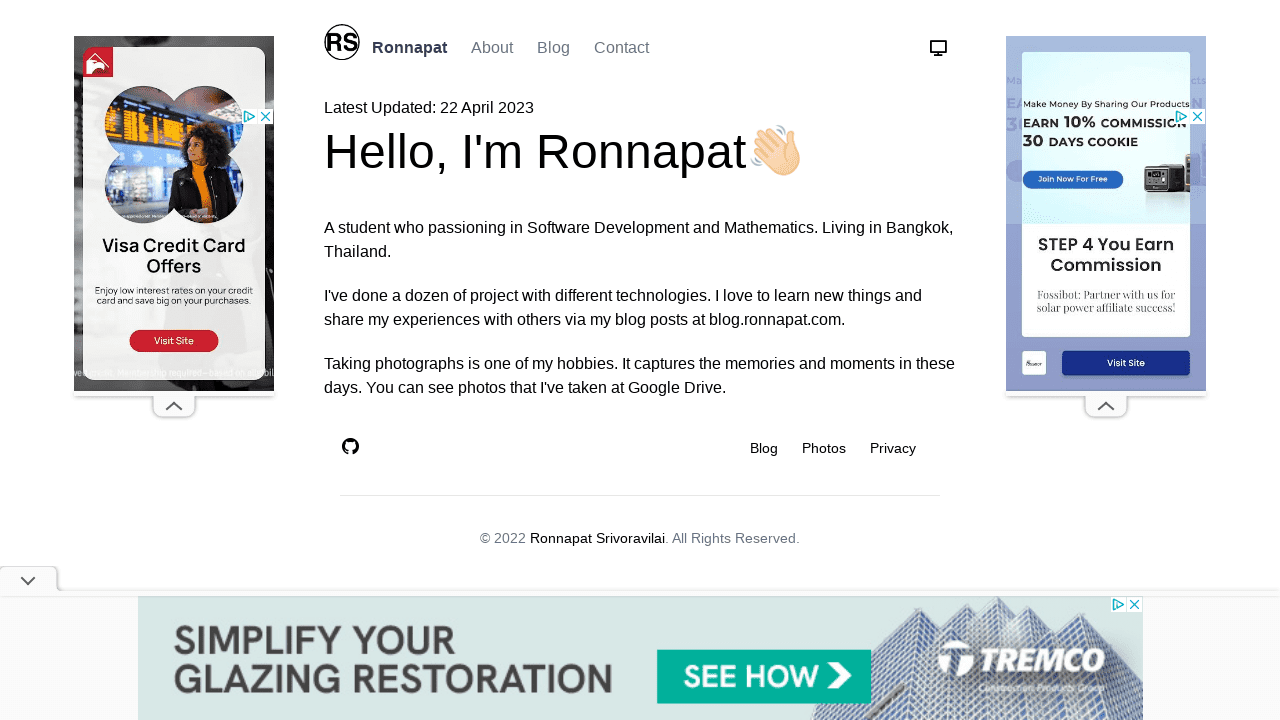 RS Ronnapat About Blog Contact
Latest Updated: 22 April 2023
Hello, I'm Ronnapat
A student who passioning in Software Development and Mathematics. Living in Bangkok,
Thailand.
I've done a dozen of project with different technologies. I love to learn new things and
share my experiences with others via my blog posts at blog.ronnapat.com.
Taking photographs is one of my hobbies. It captures the memories and moments in these
days. You can see photos that I've taken at Google Drive.
Blog Photos Privacy
© 2022 Ronnapat Srivoravilai. All Rights Reserved.
Visa Credit Card
Offers
Enjoy low interest rates on your credit
card and save big on your purchases.
Visit Site
Make Money By Sharing Our Products
EARN 10% COMMISSION
30 DAYS COOKIE
Join Now For Free
STEP 4 You Earn
Commission
Fossibot: Partner with us for
solar power affiliate success!
Visit Site
SIMPLIFY YOUR
GLAZING RESTORATION
SEE HOW
TREMCO
Construction Products Group